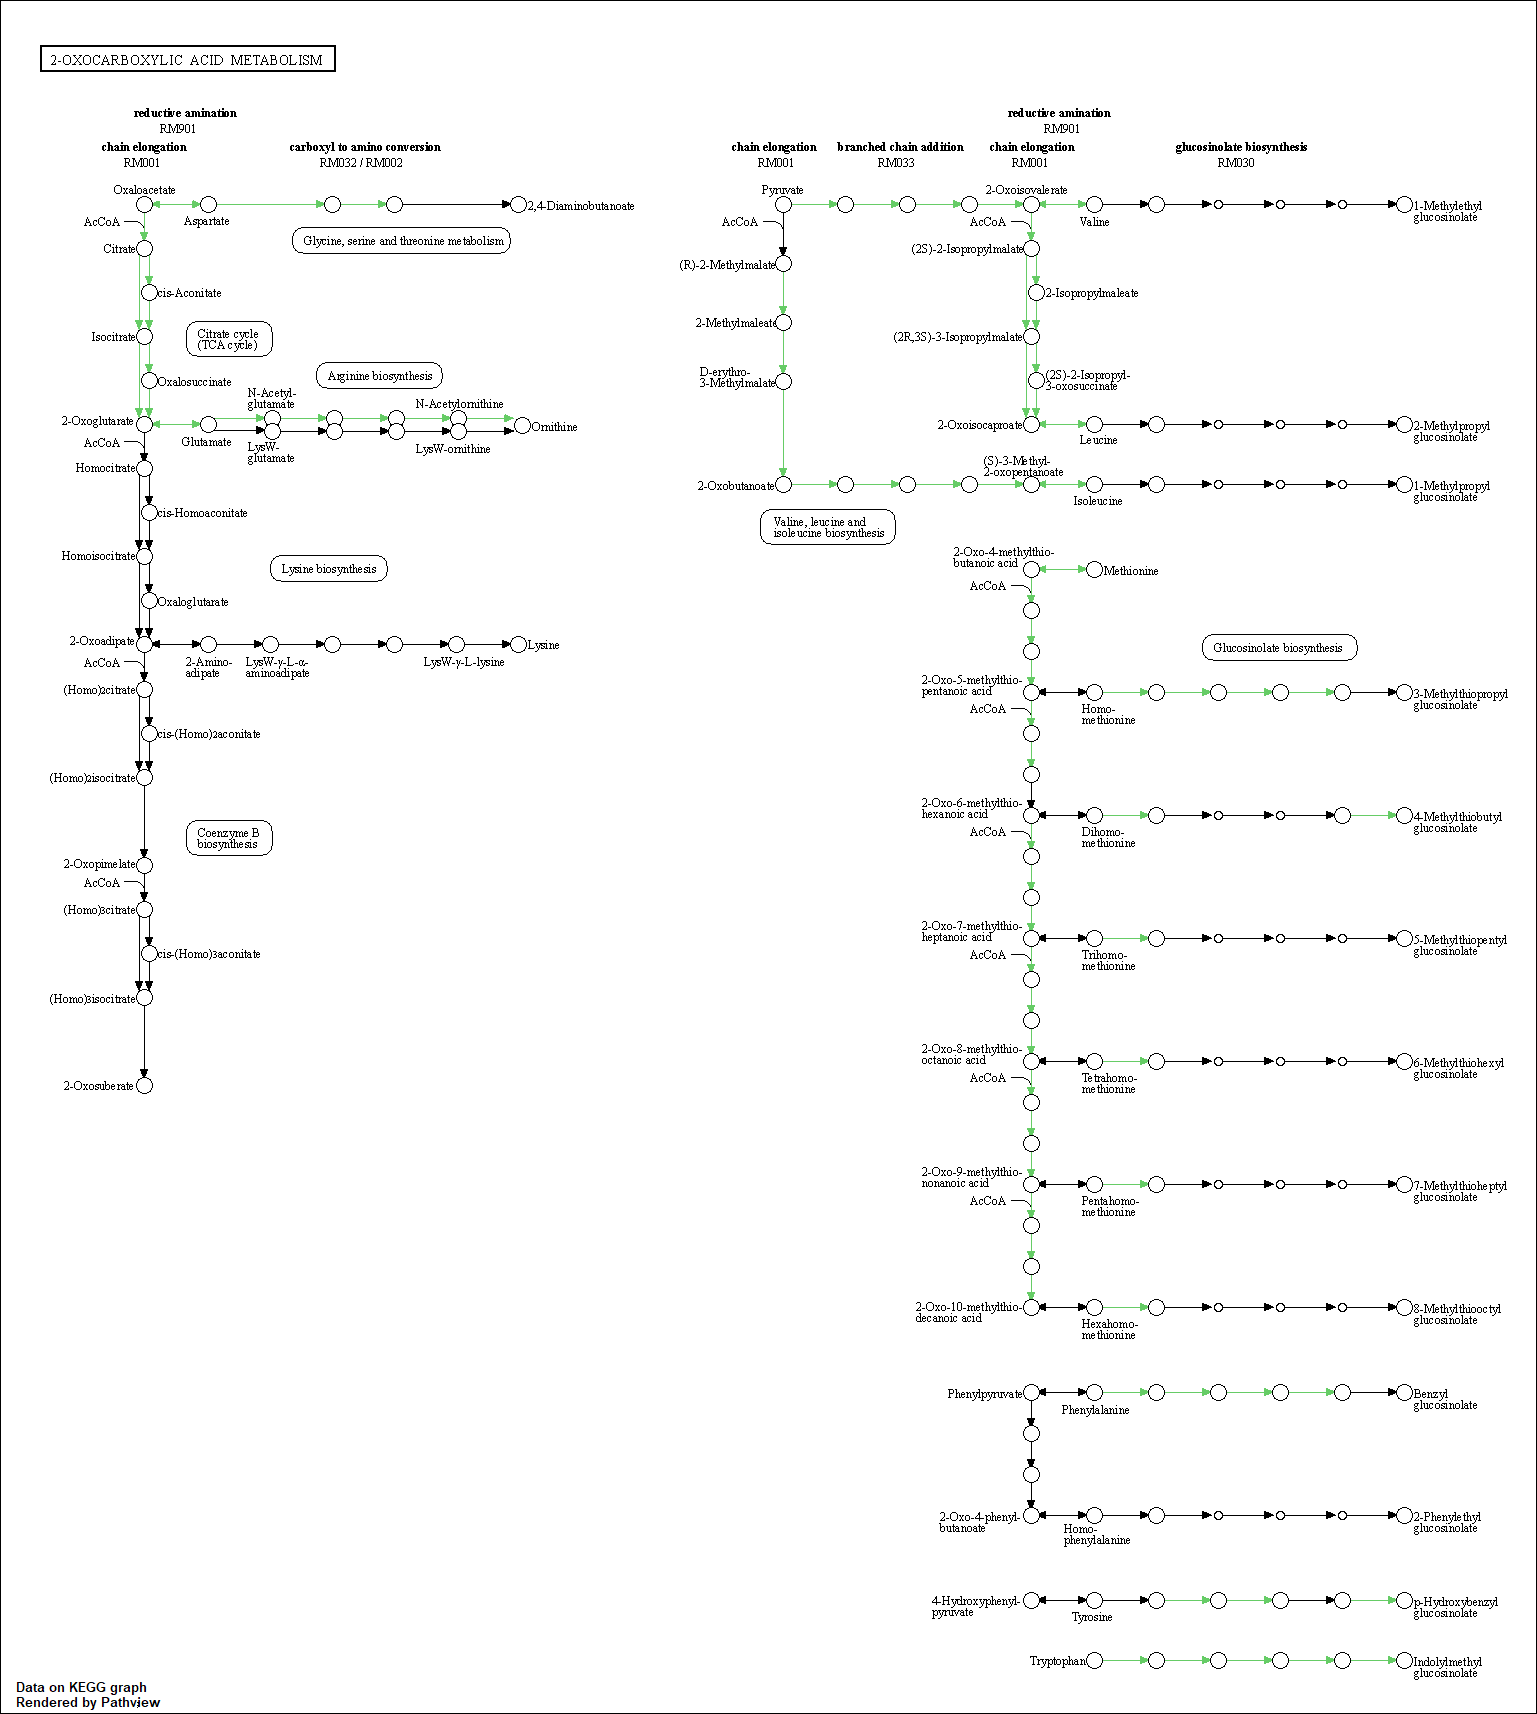 2-OXOCARBOXYLIC ACID METABOLISM
reductive amination
RM901
chain elongation
RM001
carboxyl to amino conversion
RM032 / RM002
Oxaloacetate
AcCoA
Aspartate
2,4-Diaminobutanoate
Glycine, serine and threonine metabolism
Citrate
cis-Aconitate
Isocitrate
Citrate cycle
(TCA cycle)
Oxalosuccinate
Arginine biosynthesis
N-Acetyl-
glutamate
N-Acetylornithine
2-Oxoglutarate
AcCoA
Glutamate
LysW-
glutamate
LysW-ornithine
Ornithine
Homocitrate
cis-Homoaconitate
Homoisocitrate
Lysine biosynthesis
Oxaloglutarate
2-Oxoadipate
AcCoA
2-Amino-
adipate
LysW-γ-L-α-
aminoadipate
LysW-γ-L-lysine
Lysine
(Homo)2citrate
cis-(Homo)2aconitate
(Homo)2isocitrate
Coenzyme B
biosynthesis
2-Oxopimelate
AcCoA
(Homo)3citrate
cis-(Homo)3aconitate
(Homo)3isocitrate
2-Oxosuberate
reductive amination
RM901
chain elongation
RM001
branched chain addition
RM033
chain elongation
RM001
glucosinolate biosynthesis
RM030
Pyruvate
AcCoA
2-Oxoisovalerate
AcCoA
Valine
1-Methylethyl
glucosinolate
(R)-2-Methylmalate
(2S)-2-Isopropylmalate
2-Isopropylmaleate
2-Methylmaleate
(2R,3S)-3-Isopropylmalate
D-erythro-
3-Methylmalate
(2S)-2-Isopropyl-
3-oxosuccinate
2-Oxoisocaproate
Leucine
2-Methylpropyl
glucosinolate
(S)-3-Methyl-
2-oxopentanoate
2-Oxobutanoate
Isoleucine
1-Methylpropyl
glucosinolate
Valine, leucine and
isoleucine biosynthesis
2-Oxo-4-methylthio-
butanoic acid
AcCoA
Methionine
Glucosinolate biosynthesis
2-Oxo-5-methylthio-
pentanoic acid
AcCoA
Homo-
methionine
3-Methylthiopropyl
glucosinolate
2-Oxo-6-methylthio-
hexanoic acid
AcCoA
Dihomo-
methionine
4-Methylthiobutyl
glucosinolate
2-Oxo-7-methylthio-
heptanoic acid
AcCoA
Trihomo-
methionine
5-Methylthiopentyl
glucosinolate
2-Oxo-8-methylthio-
octanoic acid
AcCoA
Tetrahomo-
methionine
6-Methylthiohexyl
glucosinolate
2-Oxo-9-methylthio-
nonanoic acid
AcCoA
Pentahomo-
methionine
7-Methylthioheptyl
glucosinolate
2-Oxo-10-methylthio-
decanoic acid
Hexahomo-
methionine
8-Methylthiooctyl
glucosinolate
Phenylpyruvate
Phenylalanine
Benzyl
glucosinolate
2-Oxo-4-phenyl-
butanoate
Homo-
phenylalanine
2-Phenylethyl
glucosinolate
4-Hydroxyphenyl-
pyruvate
Tyrosine
p-Hydroxybenzyl
glucosinolate
Tryptophan
Indolylmethyl
glucosinolate
Data on KEGG graph
Rendered by Pathview